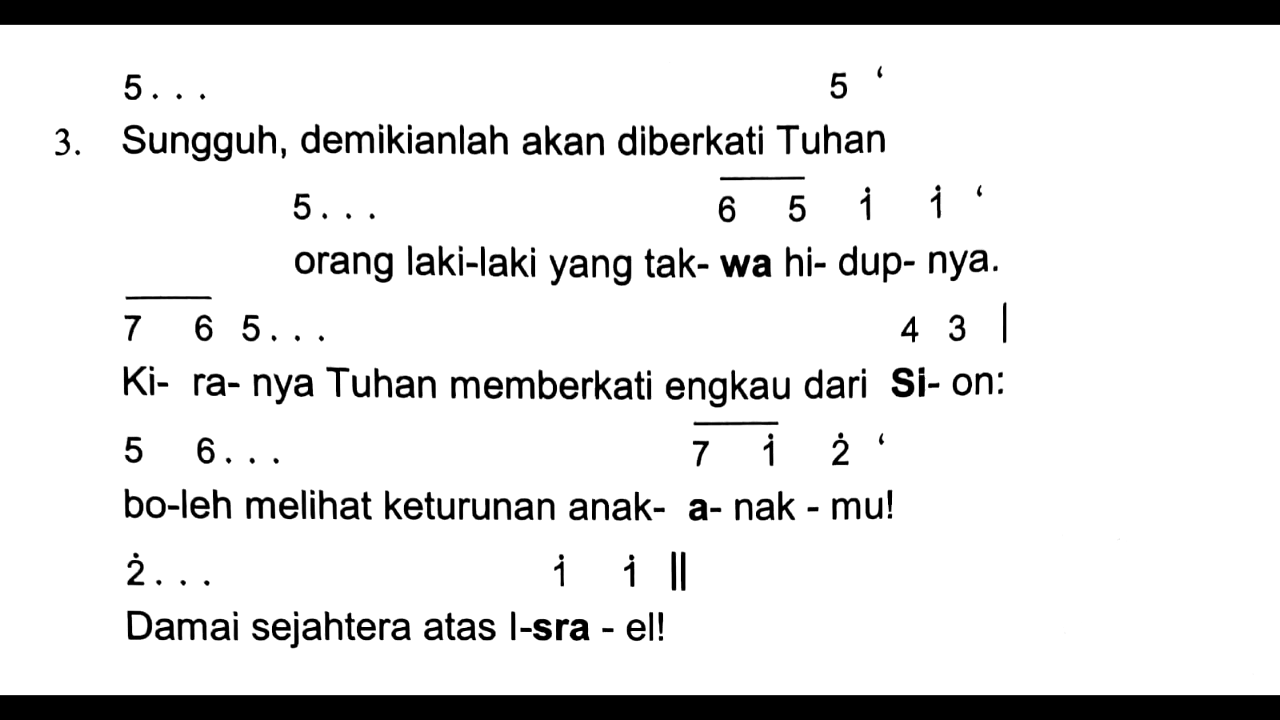 5 . . . 5 ‘
3. Sungguh, demikianlah akan diberkati Tuhan
5 . . . 6 5 1̇ 1̇ ‘
orang laki-laki yang tak- wa hi- dup- nya.
7 6 5 . . . 4 3 |
Ki- ra- nya Tuhan memberkati engkau dari Si- on:
5 6 . . . 7 1̇ 2̇ ‘
bo-leh melihat keturunan anak- a- nak - mu!
2̇ . . . 1̇ 1̇ ||
Damai sejahtera atas I-sra - el!